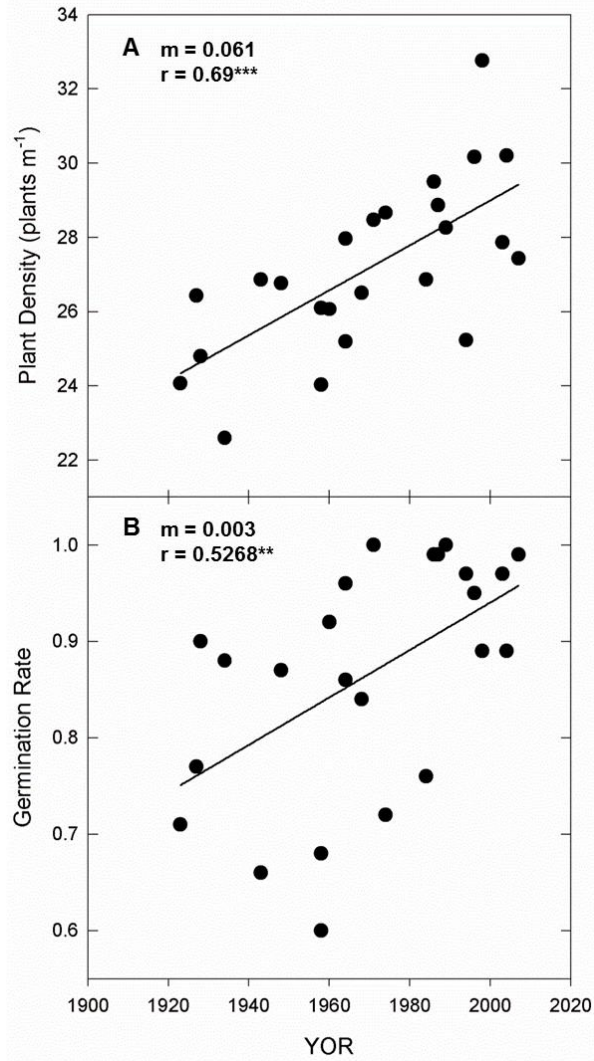 34
A
m = 0.061
r = 0.69***
32
30
28
26
24
22
Plant Density (plants m-1)
B
m = 0.003
r = 0.5268**
1.0
0.9
0.8
0.7
0.6
Germination Rate
1900 1920 1940 1960 1980 2000 2020
YOR